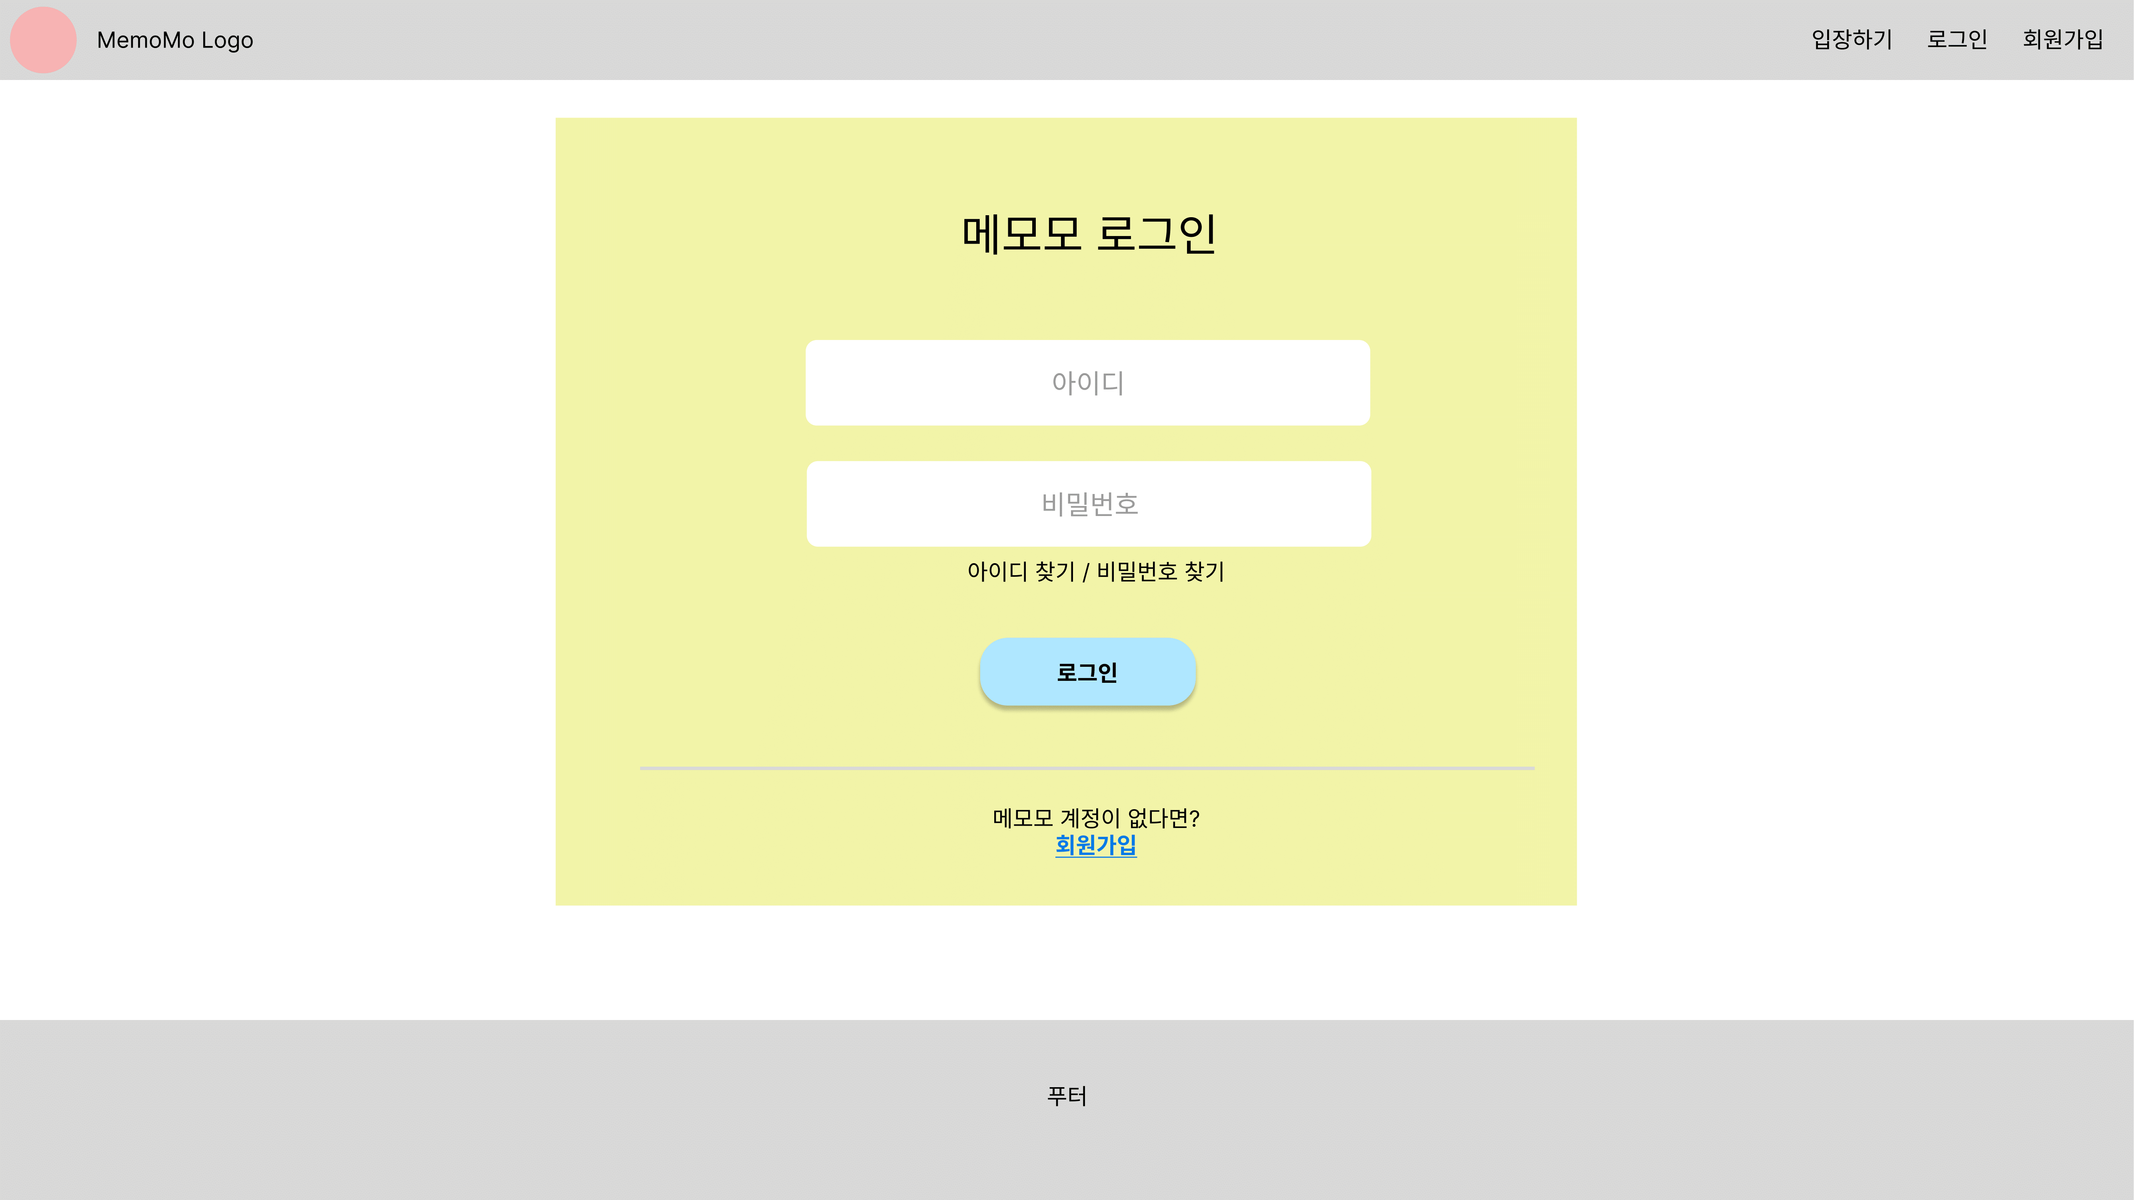 MemoMo Logo
입장하기 로그인 회원가입
메모모 로그인
아이디
비밀번호
아이디 찾기 / 비밀번호 찾기
로그인
메모모 계정이 없다면?
회원가입
푸터